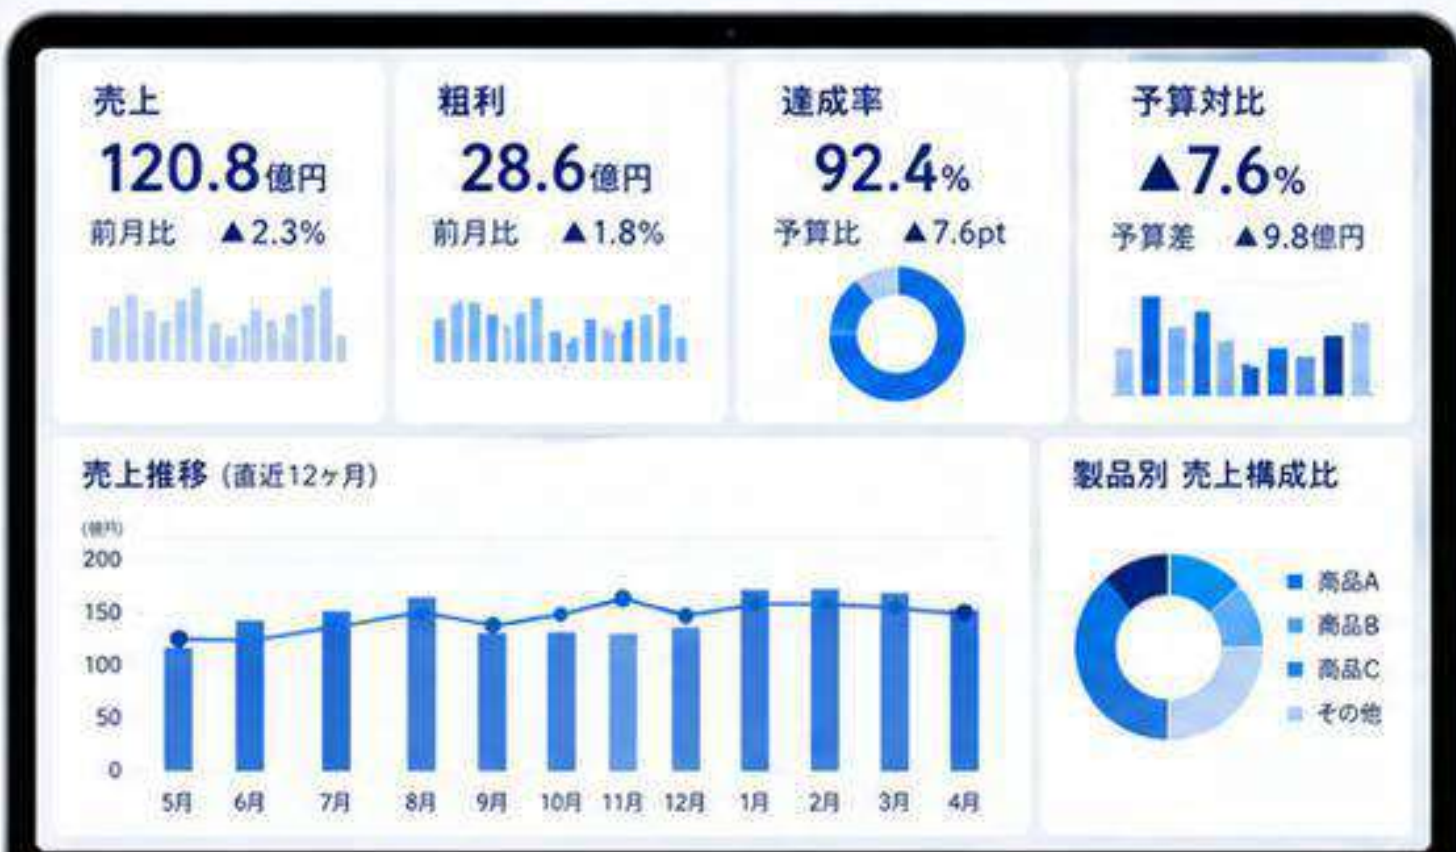 売上
120.8億円
前月比 ▲2.3%
粗利
28.6億円
前月比 ▲1.8%
達成率
92.4%
予算比 ▲7.6pt
予算対比
▲7.6%
予算差 ▲9.8億円
売上推移 (直近12ヶ月)
(億円)
200
150
100
50
0
5月 6月 7月 8月 9月 10月 11月 12月 1月 2月 3月 4月
製品別 売上構成比
商品A
商品B
商品C
その他